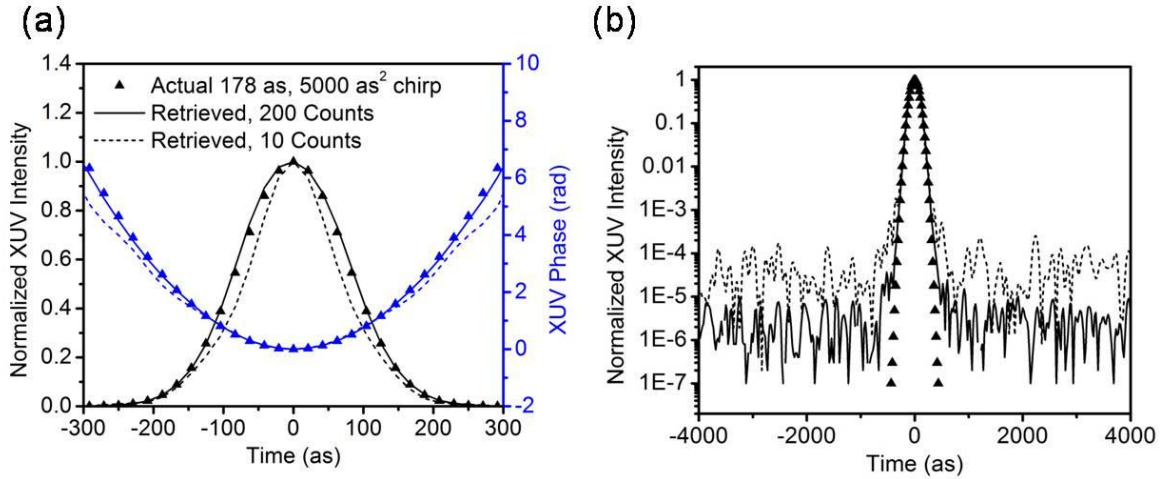 (a)
1.4
1.2
1.0
0.8
0.6
0.4
0.2
0.0
Normalized XUV Intensity
▲ Actual 178 as, 5000 as² chirp
Retrieved, 200 Counts
Retrieved, 10 Counts
10
8
6
4
2
0
-2
XUV Phase (rad)
-300 -200 -100 0 100 200 300
Time (as)
(b)
1
0.1
0.01
1E-3
1E-4
1E-5
1E-6
1E-7
Normalized XUV Intensity
-4000 -2000 0 2000 4000
Time (as)